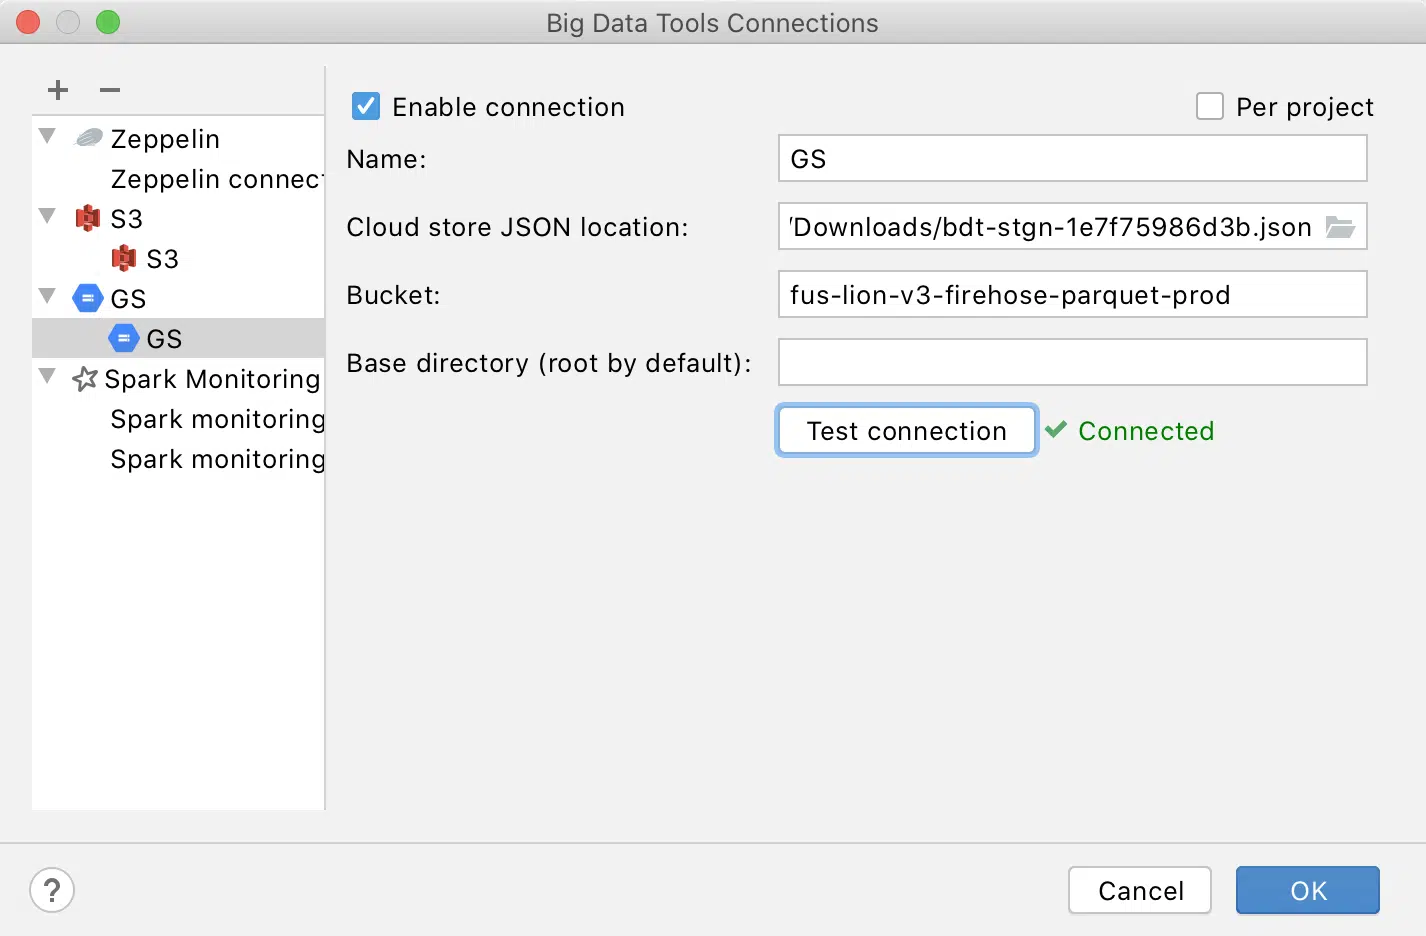 Big Data Tools Connections
Zeppelin
Zeppelin connect
S3
S3
GS
GS
Spark Monitoring
Spark monitoring
Spark monitoring
Enable connection
Per project
Name:
GS
Cloud store JSON location:
/Downloads/bdt-stgn-1e7f75986d3b.json
Bucket:
fus-lion-v3-firehose-parquet-prod
Base directory (root by default):
Test connection
Connected
?
Cancel
OK